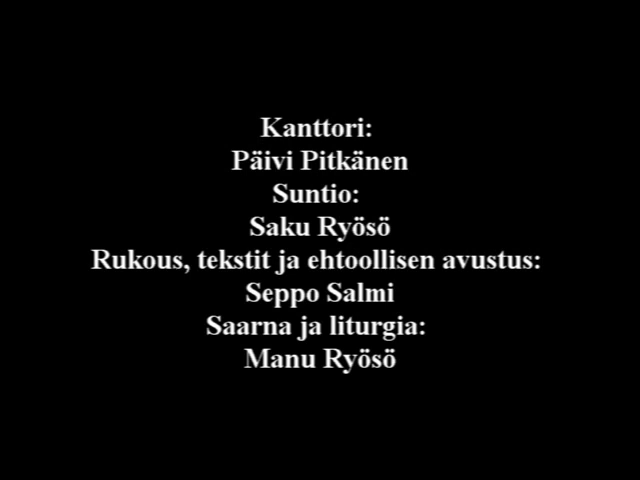 Kanttori:
Päivi Pitkänen
Suntio:
Saku Ryösö
Rukous, tekstit ja ehtoollisen avustus:
Seppo Salmi
Saarna ja liturgia:
Manu Ryösö